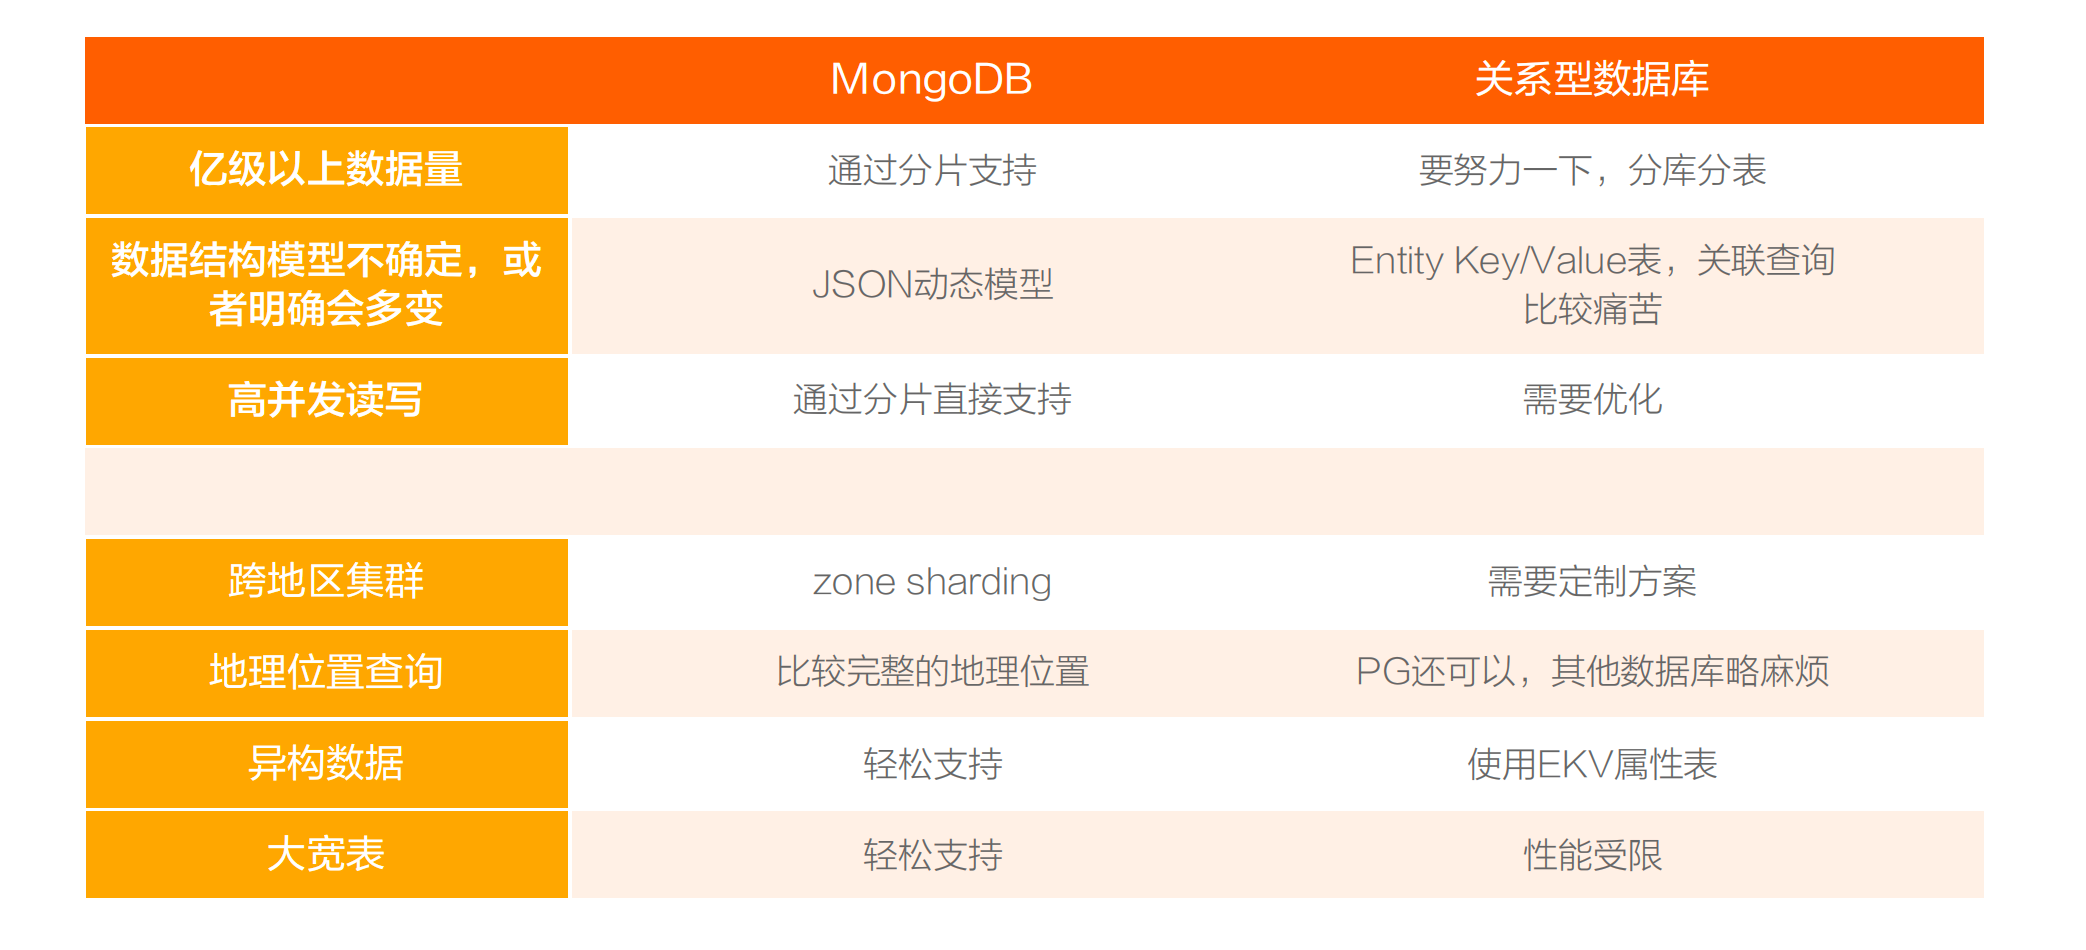 MongoDB 关系型数据库
亿级以上数据量 通过分片支持 要努力一下，分库分表
数据结构模型不确定，或
者明确会多变
JSON动态模型
Entity Key/Value表，关联查询
比较痛苦
高并发读写 通过分片直接支持 需要优化
跨地区集群 zone sharding 需要定制方案
地理位置查询 比较完整的地理位置 PG还可以，其他数据库略麻烦
异构数据 轻松支持 使用EKV属性表
大宽表 轻松支持 性能受限